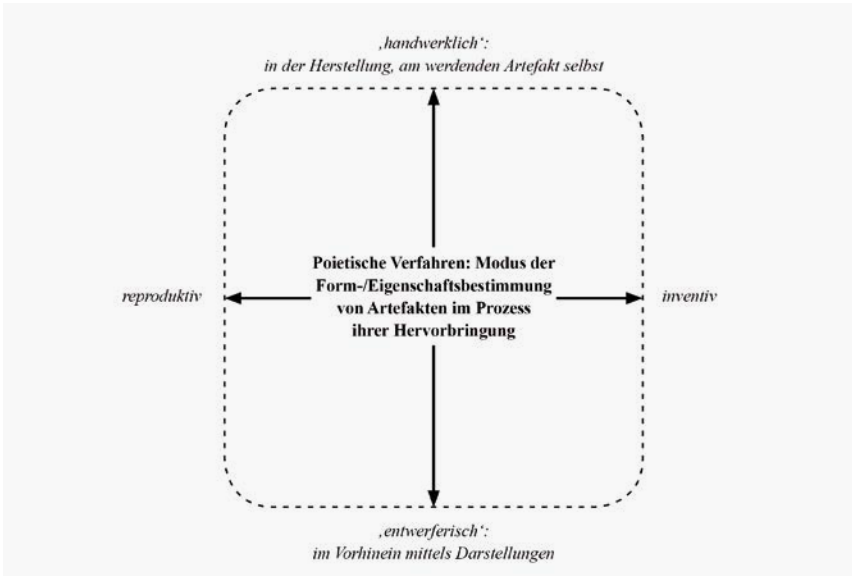 ‚handwerklich‘:
in der Herstellung, am werdenden Artefakt selbst
Poietische Verfahren: Modus der
Form-/Eigenschaftsbestimmung
reproduktiv
inventiv
von Artefakten im Prozess
ihrer Hervorbringung
‚entwerferisch‘:
im Vorhinein mittels Darstellungen